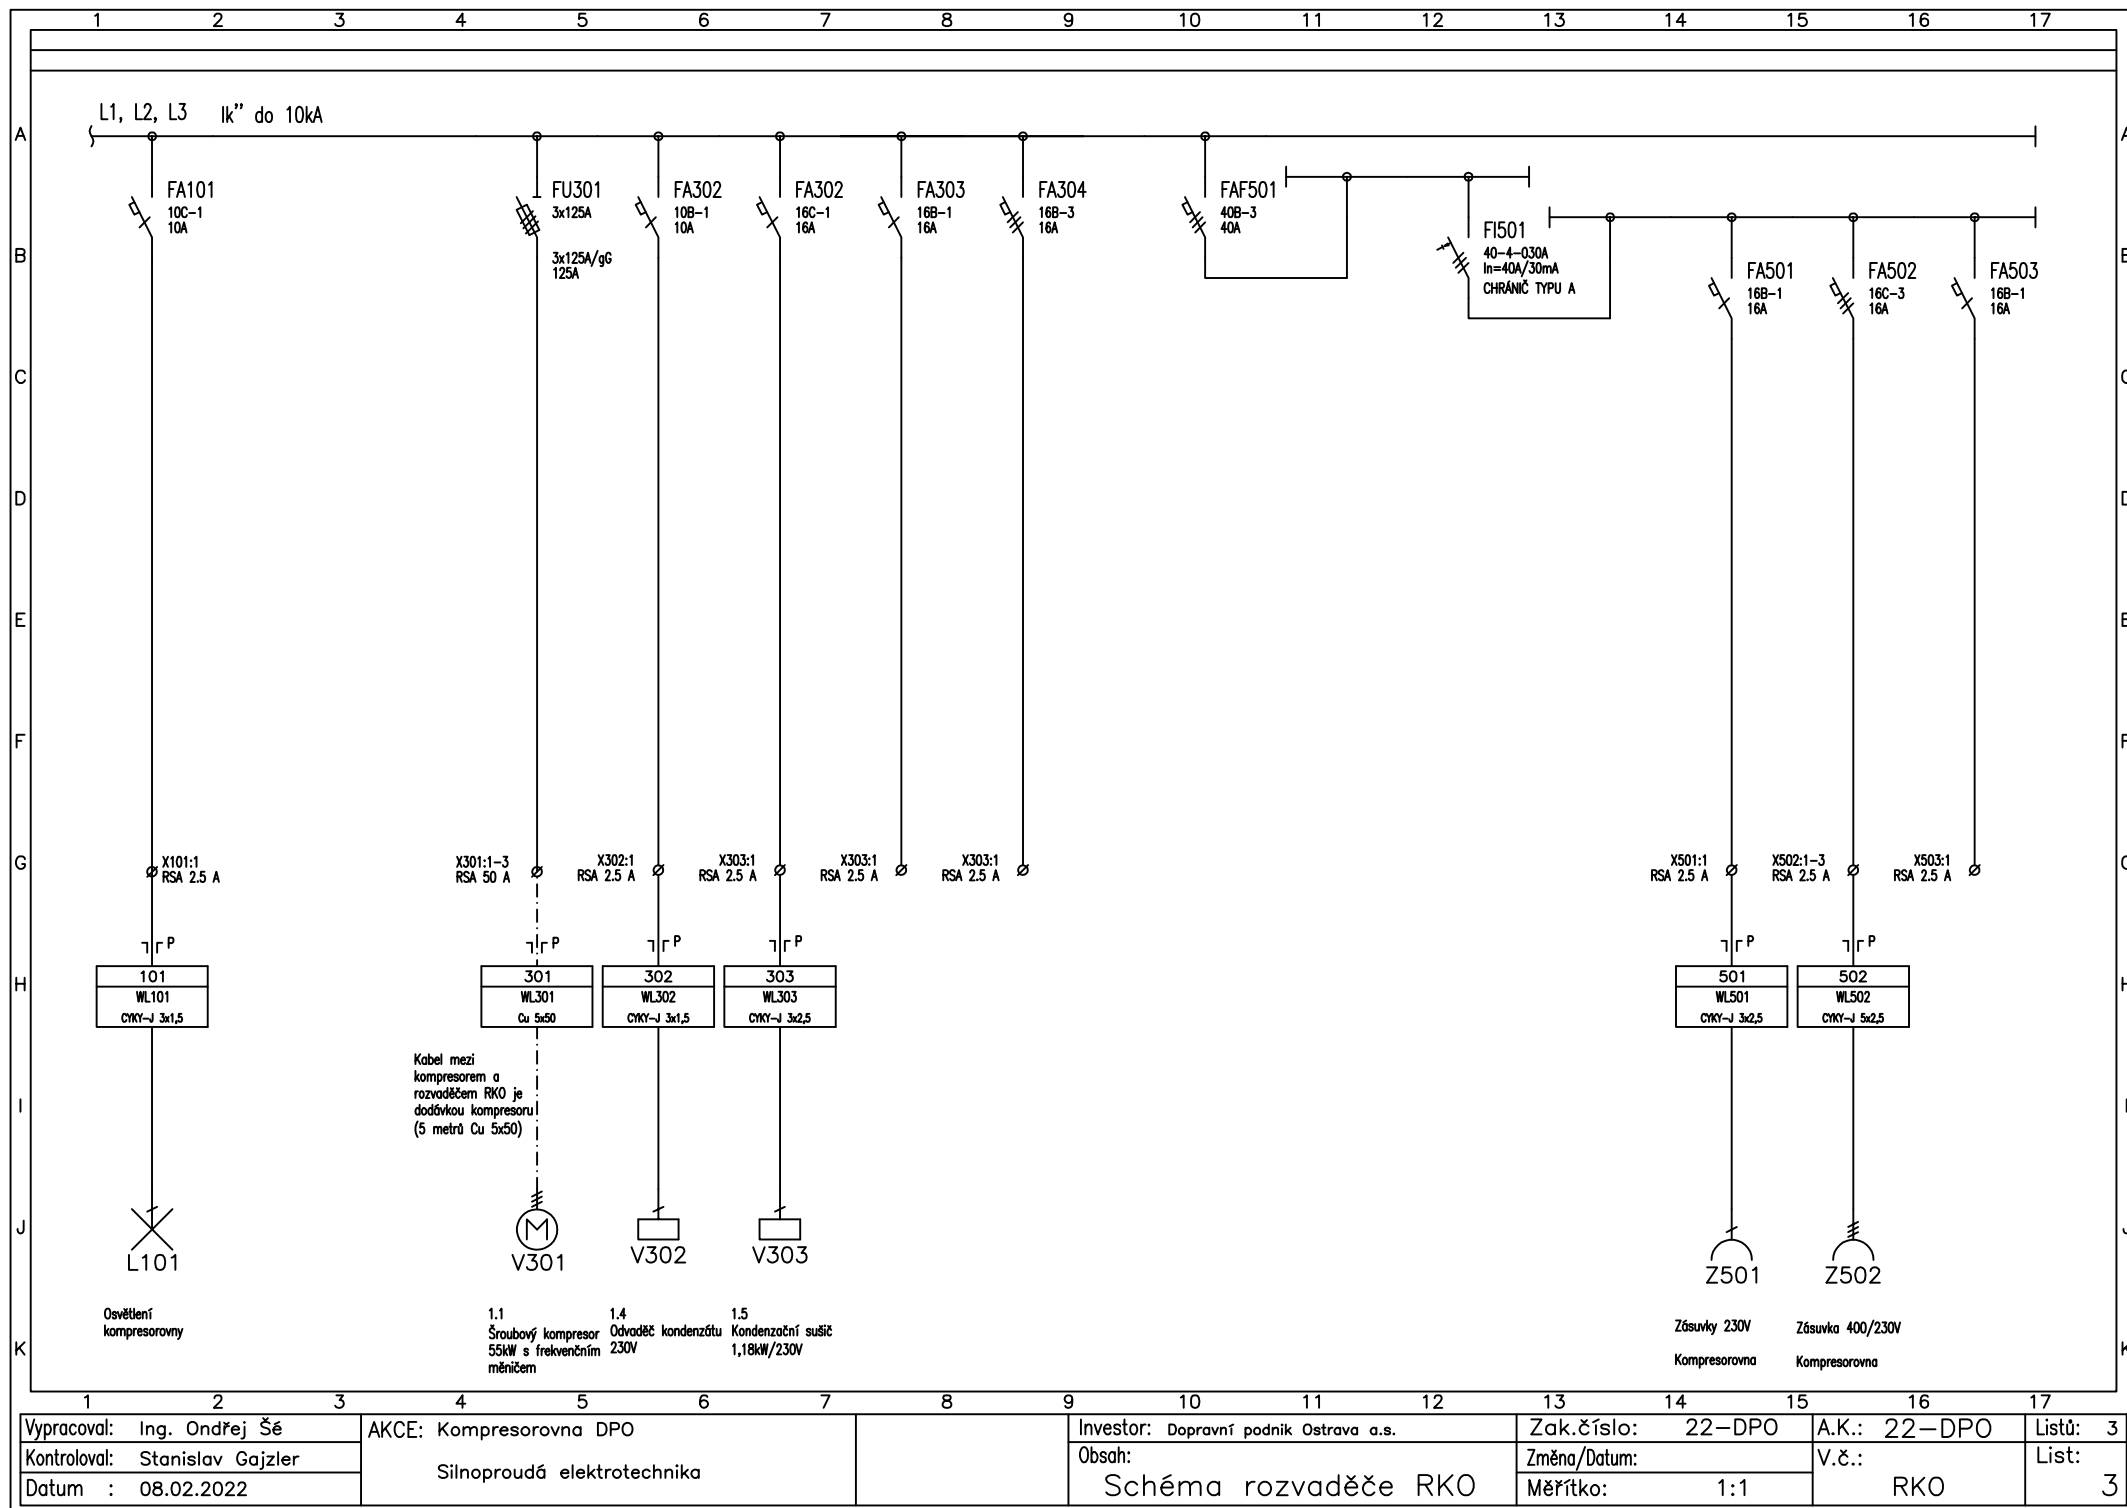 1 2 3 4 5 6 7 8 9 10 11 12 13 14 15 16 17
L1, L2, L3 Ik" do 10kA
A A
FA101
10C-1
10A
FU301
3x125A
3x125A/gG
125A
FA302
10B-1
10A
FA302
16C-1
16A
FA303
16B-1
16A
FA304
16B-3
16A
FAF501
40B-3
40A
FI501
40-4-030A
In=40A/30mA
CHRÁNIČ TYPU A
FA501
16B-1
16A
FA502
16C-3
16A
FA503
16B-1
16A
B B
C C
D D
E E
F F
G G
X101:1
RSA 2.5 A
X301:1-3
RSA 50 A
X302:1
RSA 2.5 A
X303:1
RSA 2.5 A
X303:1
RSA 2.5 A
X303:1
RSA 2.5 A
X501:1
RSA 2.5 A
X502:1-3
RSA 2.5 A
X503:1
RSA 2.5 A
P P P P P P
H H
101
WL101
CYKY-J 3x1,5
301
WL301
Cu 5x50
302
WL302
CYKY-J 3x1,5
303
WL303
CYKY-J 3x2,5
501
WL501
CYKY-J 3x2,5
502
WL502
CYKY-J 5x2,5
Kabel mezi
kompresorem a
rozvaděčem RKO je
dodávkou kompresoru
(5 metrů Cu 5x50)
I I
J J
L101
M
V301
V302
V303
Z501
Z502
Osvětlení
kompresorovny
1.1
Šroubový kompresor
55kW s frekvenčním
měničem
1.4
Odvaděč kondenzátu
230V
1.5
Kondenzační sušič
1,18kW/230V
Zásuvky 230V
Kompresorovna
Zásuvka 400/230V
Kompresorovna
K K
1 2 3 4 5 6 7 8 9 10 11 12 13 14 15 16 17
Vypracoval: Ing. Ondřej Šé
Kontroloval: Stanislav Gajzler
Datum : 08.02.2022
AKCE: Kompresorovna DPO
Silnoproudá elektrotechnika
Investor: Dopravní podnik Ostrava a.s.
Obsah:
Schéma rozvaděče RKO
Zak.číslo: 22-DPO
Změna/Datum:
Měřítko: 1:1
A.K.: 22-DPO
V.č.:
RKO
Listů: 3
List:
3